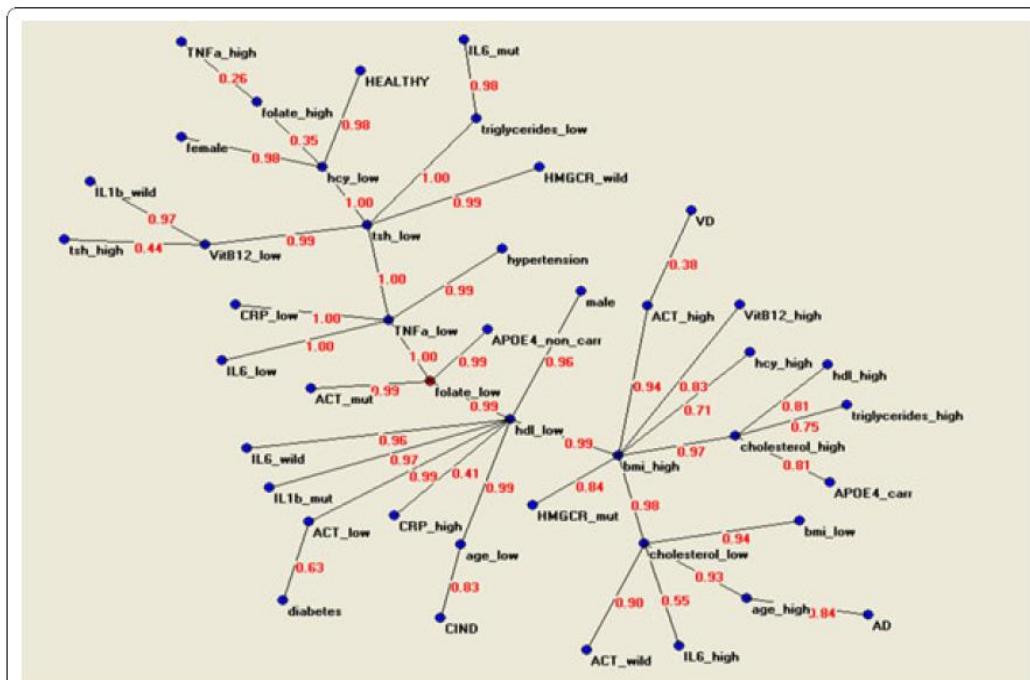 TNFa_high
IL6_mut
0.26
HEALTHY
0.98
folate_high
0.35
0.98
triglycerides_low
female
0.98
hcy_low
1.00
HMGCR_wild
IL1b_wild
1.00
0.99
0.97
tsh_low
VD
tsh_high
0.44
VitB12_low
0.99
1.00
hypertension
0.38
0.99
male
CRP_low
1.00
TNFa_low
ACT_high
VitB12_high
APOE4_non_carr
IL6_low
1.00
1.00
0.99
0.96
hcy_high
hdl_high
ACT_mut
0.99
folate_low
0.94
0.83
0.71
0.81
triglycerides_high
0.99
hdl_low
0.75
0.99
0.97
cholesterol_high
IL6_wild
0.96
bmi_high
0.81
0.97
0.99
0.41
APOE4_carr
IL1b_mut
0.84
0.99
0.98
HMGCR_mut
ACT_low
CRP_high
bmi_low
0.94
age_low
cholesterol_low
0.63
0.83
0.93
0.90
0.55
age_high
0.84
diabetes
CIND
AD
ACT_wild
IL6_high